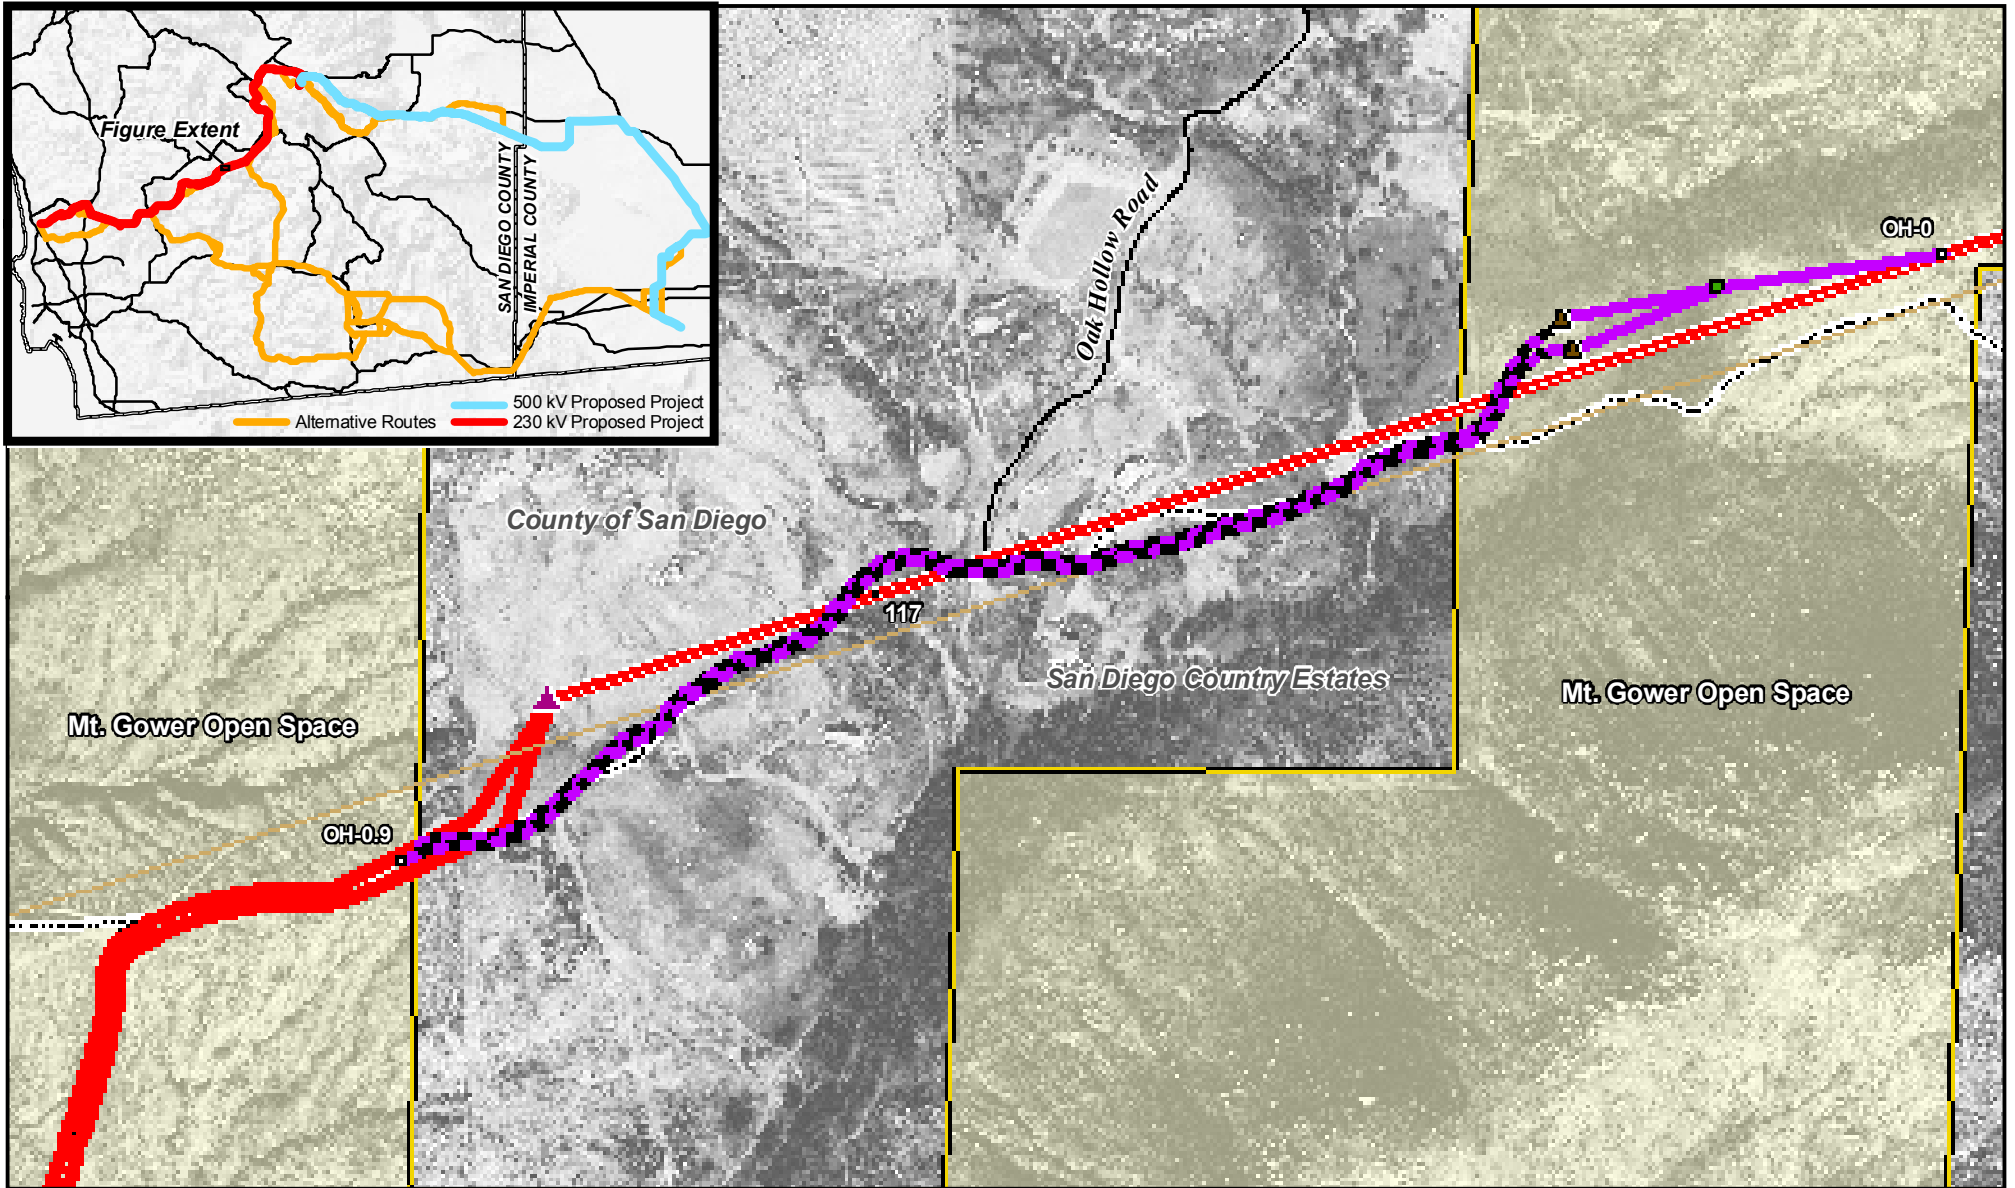 Figure Extent
SAN DIEGO COUNTY
IMPERIAL COUNTY
Alternative Routes
500 kV Proposed Project
230 kV Proposed Project
Oak Hollow Road
OH-0
County of San Diego
117
San Diego Country Estates
Mt. Gower Open Space
Mt. Gower Open Space
OH-0.9